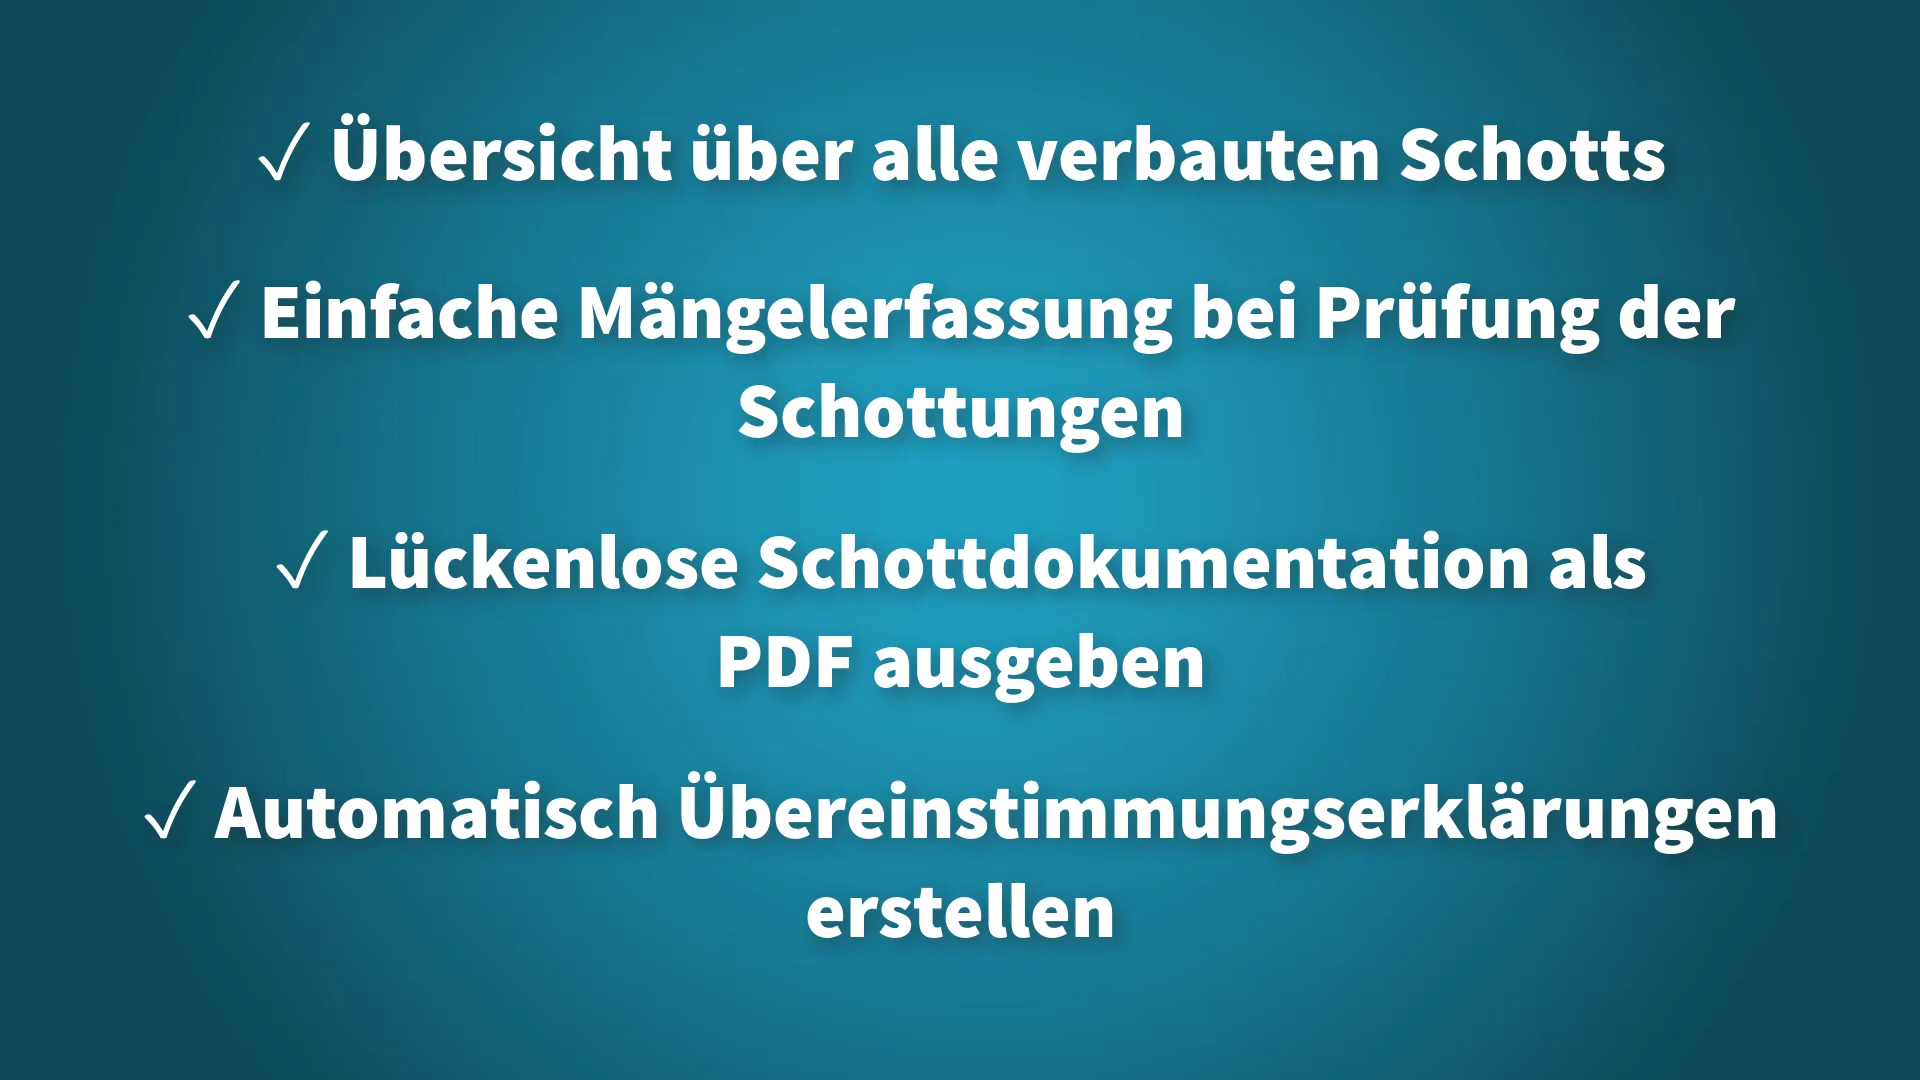 ✓ Übersicht über alle verbauten Schotts
✓ Einfache Mängelerfassung bei Prüfung der
Schottungen
✓ Lückenlose Schottdokumentation als
PDF ausgeben
✓ Automatisch Übereinstimmungserklärungen
erstellen